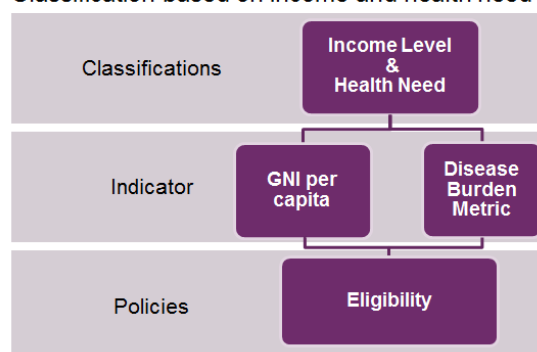 Classification based on income and health need
Classifications
Income Level
&
Health Need
Indicator
GNI per
capita
Disease
Burden
Metric
Policies
Eligibility